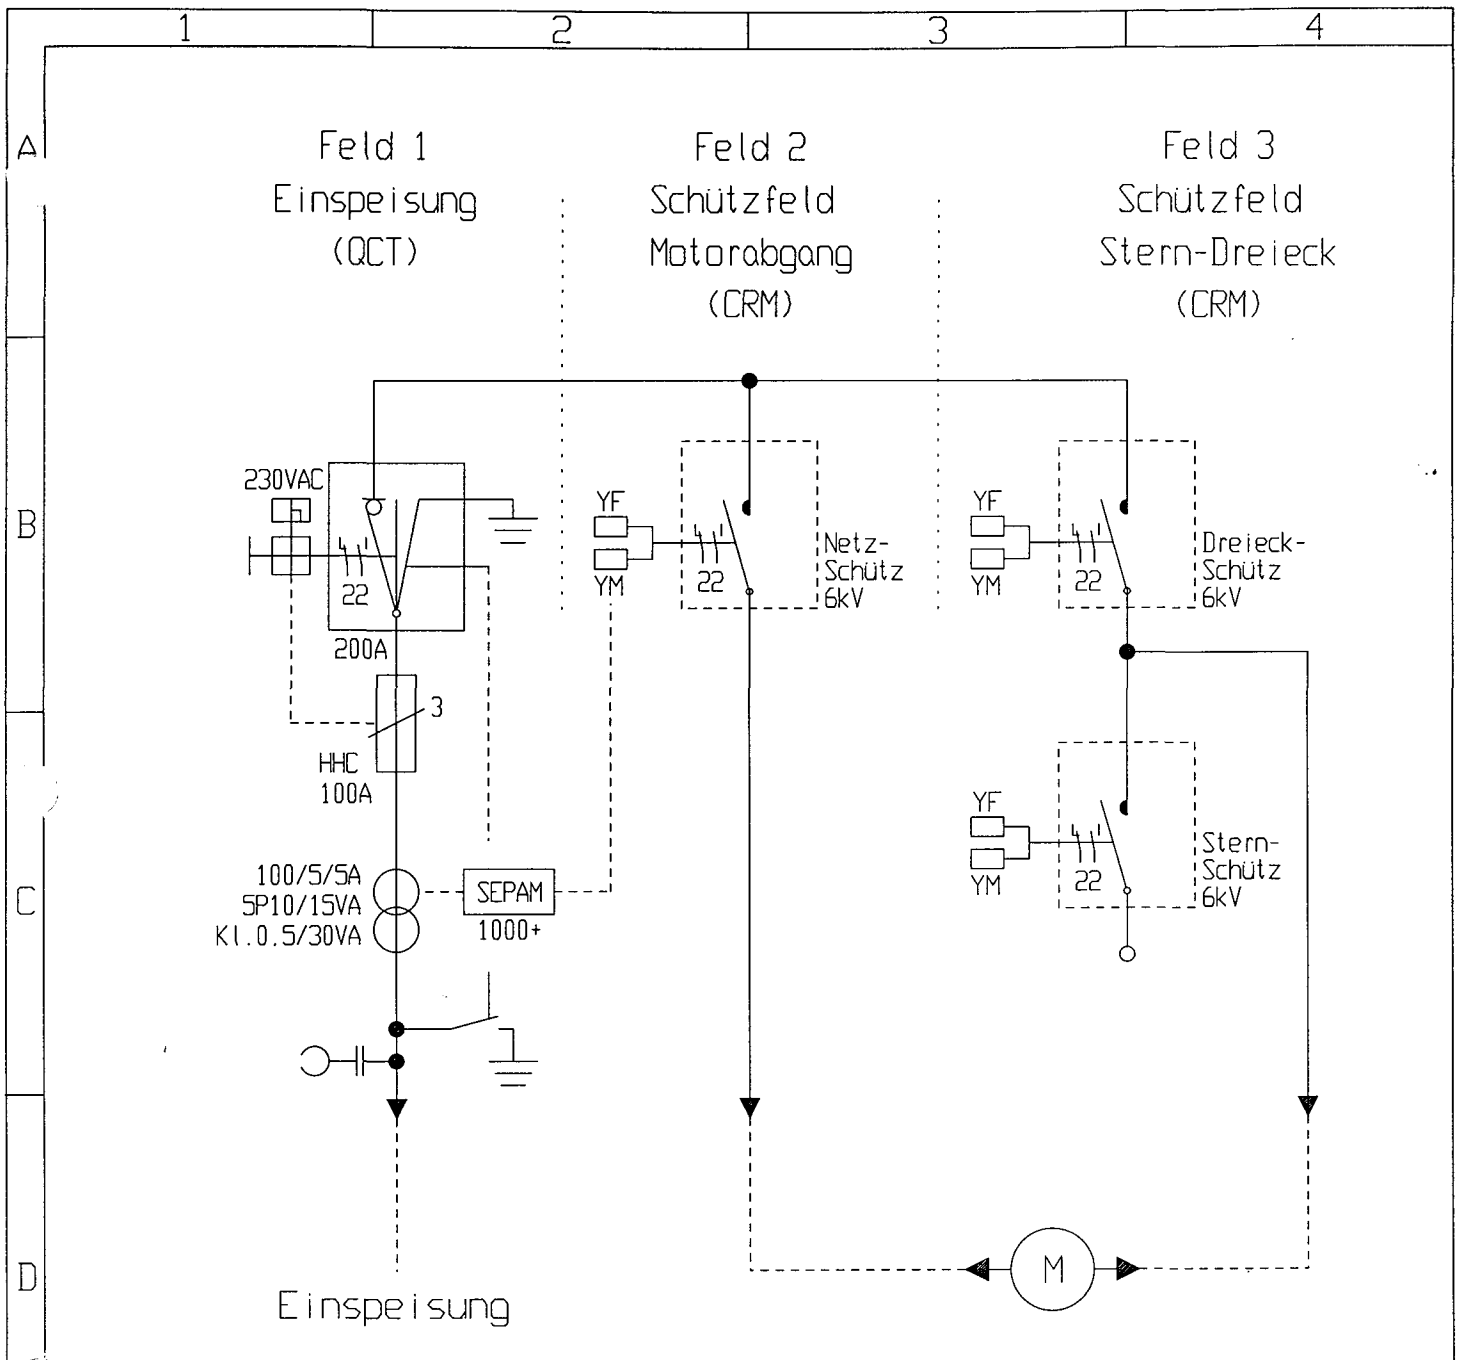 1
2
3
4
A
B
C
D
Feld 1
Einspeisung
(QCT)
Feld 2
Schützfeld
Motorabgang
(CRM)
Feld 3
Schützfeld
Stern-Dreieck
(CRM)
230VAC
22
200A
3
HHC
100A
100/5/5A
5P10/15VA
Kl.0.5/30VA
SEPAM
1000+
YF
YM
22
Netz-
Schütz
6kV
YF
YM
22
Dreieck-
Schütz
6kV
YF
YM
22
Stern-
Schütz
6kV
M
Einspeisung